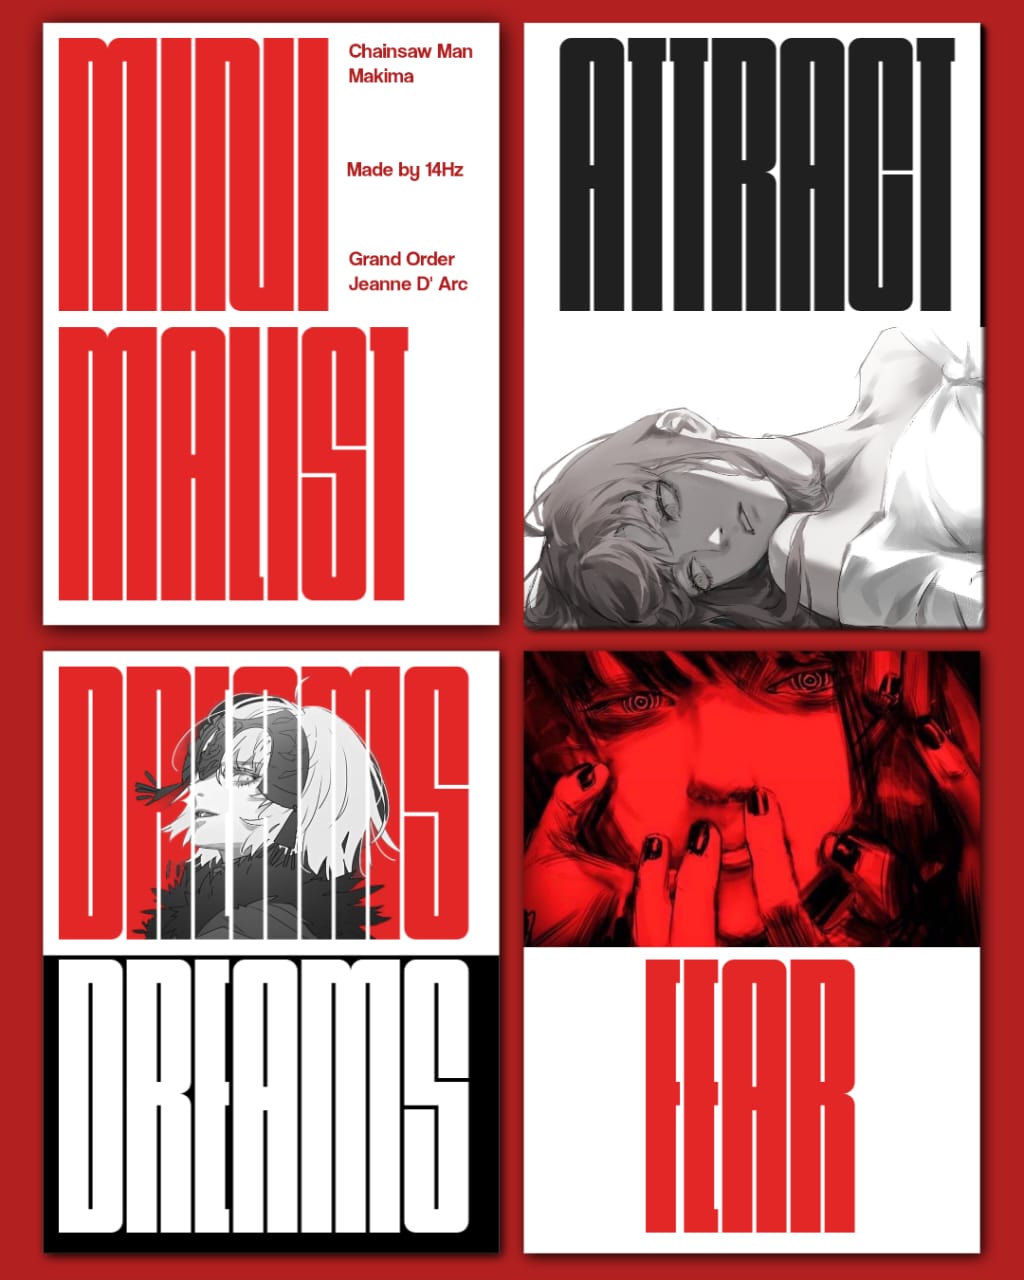 MINI
MALIST
Chainsaw Man
Makima
Made by 14Hz
Grand Order
Jeanne D' Arc
ATTRACT
DREAMS
DREAMS
FEAR